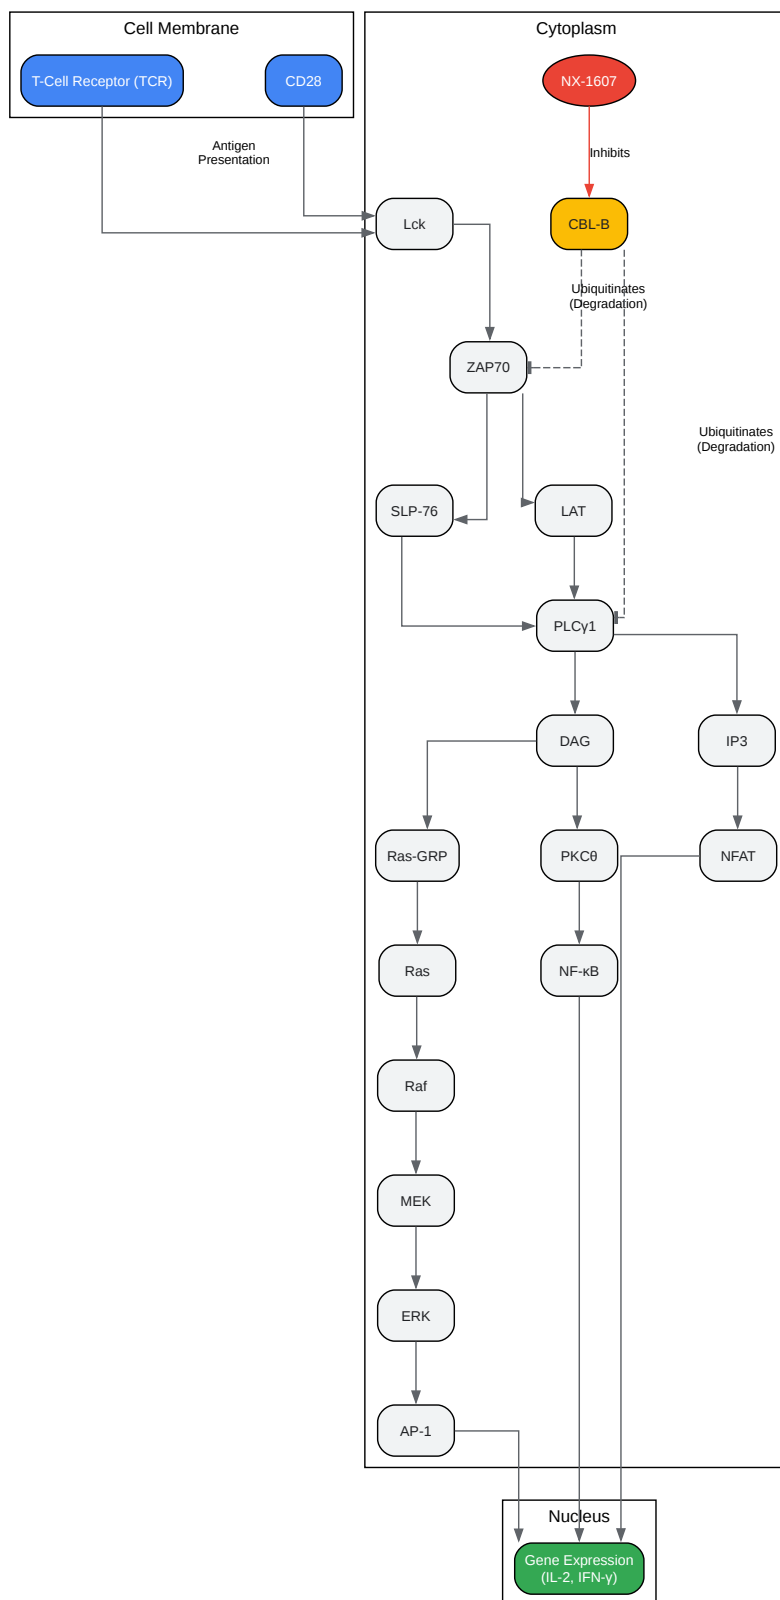 Cell Membrane
Cytoplasm
T-Cell Receptor (TCR)
CD28
NX-1607
Antigen
Presentation
Inhibits
Lck
CBL-B
Ubiquitinates
(Degradation)
ZAP70
Ubiquitinates
(Degradation)
SLP-76
LAT
PLCγ1
DAG
IP3
Ras-GRP
PKCθ
NFAT
Ras
NF-κB
Raf
MEK
ERK
AP-1
Nucleus
Gene Expression
(IL-2, IFN-γ)